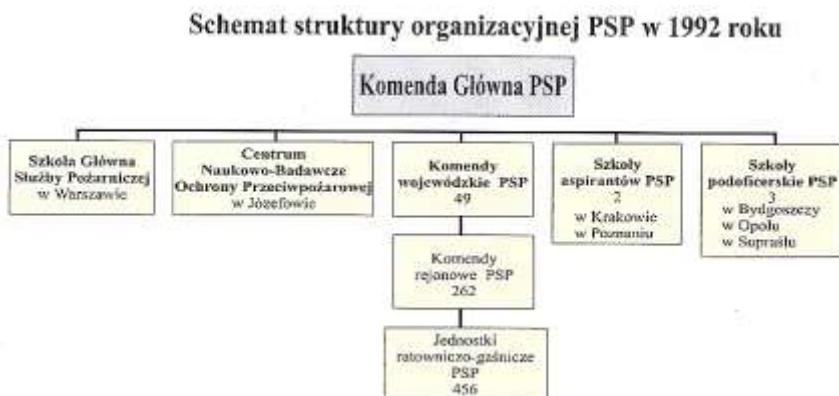 Schemat struktury organizacyjnej PSP w 1992 roku
Komenda Główna PSP
Szkoła Główna
Służby Pożarniczej
w Warszawie
Centrum
Naukowo-Badawcze
Ochrony Przeciwpożarowej
w Józefowie
Komendy
wojewódzkie PSP
49
Szkoły
aspirantów PSP
2
w Krakowie
w Poznaniu
Szkoły
podoficerskie PSP
3
w Bydgoszczy
w Opolu
w Supraślu
Komendy
rejonowe PSP
262
Jednostki
ratowniczo-gaśnicze
PSP
456